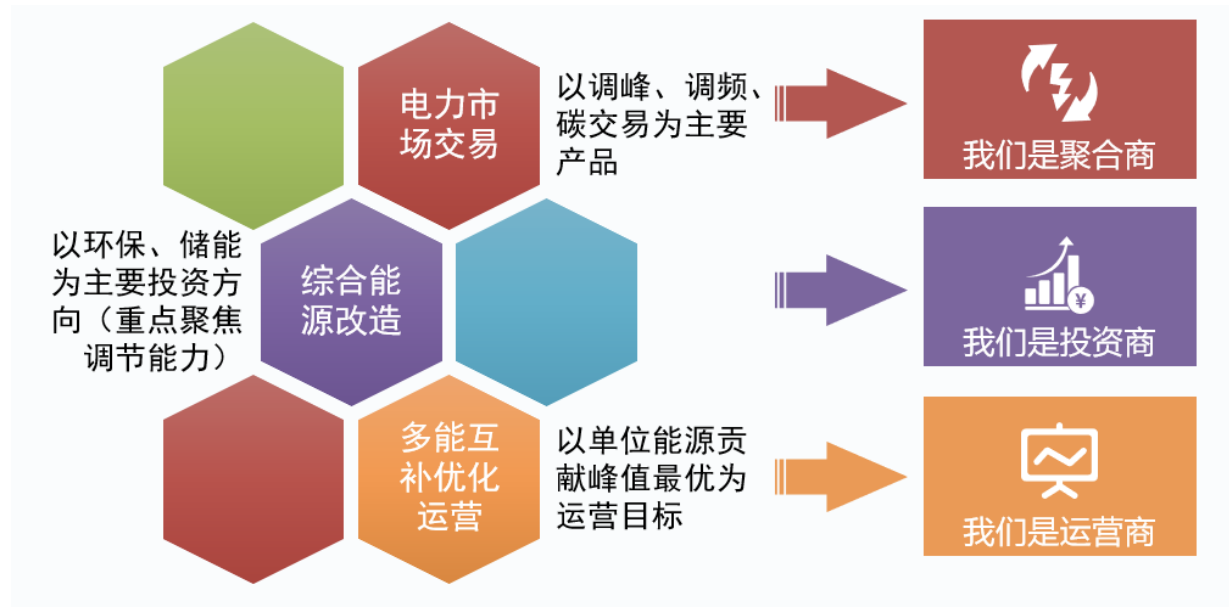 电力市
场交易
以调峰、调频、
碳交易为主要
产品
我们是聚合商
以环保、储能
为主要投资方
向（重点聚焦
调节能力）
综合能
源改造
¥
我们是投资商
多能互
补优化
运营
以单位能源贡
献峰值最优为
运营目标
我们是运营商